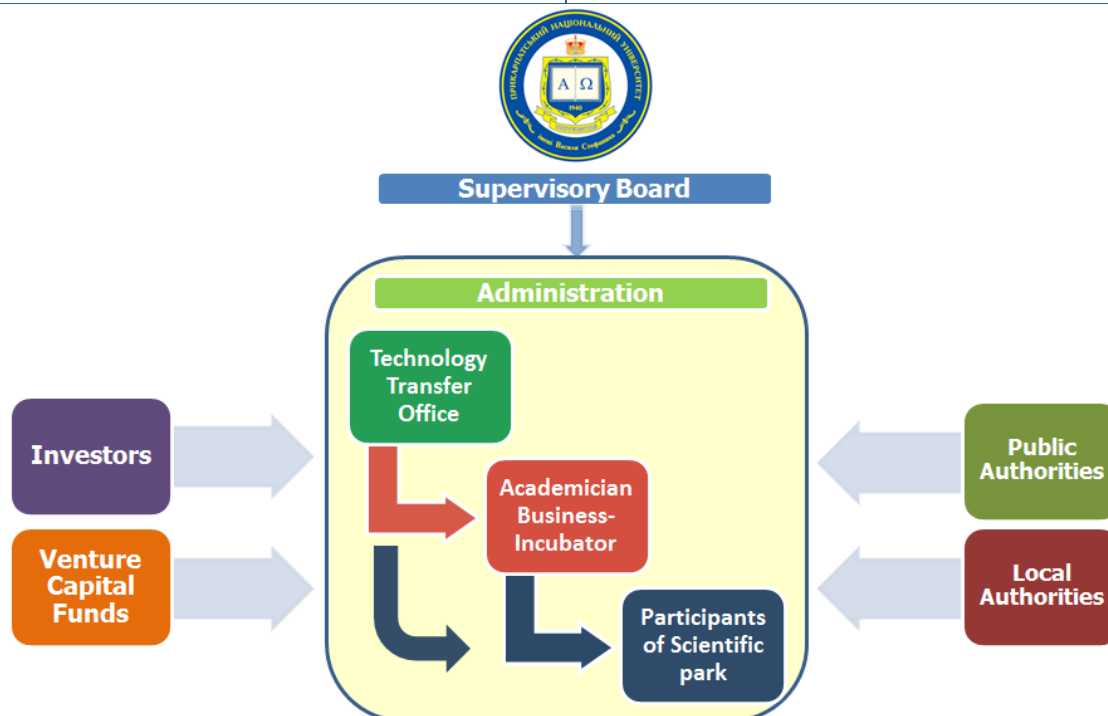 ПРИКАРПАТСЬКИЙ НАЦІОНАЛЬНИЙ УНІВЕРСИТЕТ
Α Ω
1940
імені Василя Стефаника
Supervisory Board
Administration
Technology
Transfer
Office
Investors
Public
Authorities
Academician
Business-
Incubator
Venture
Capital
Funds
Local
Authorities
Participants
of Scientific
park